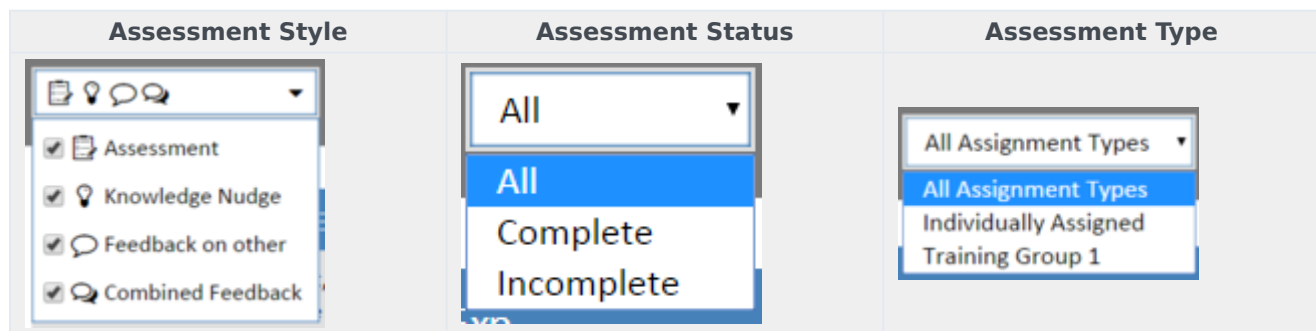 Assessment Style
Assessment Status
Assessment Type
Assessment
Knowledge Nudge
Feedback on other
Combined Feedback
All
All
Complete
Incomplete
All Assignment Types
All Assignment Types
Individually Assigned
Training Group 1